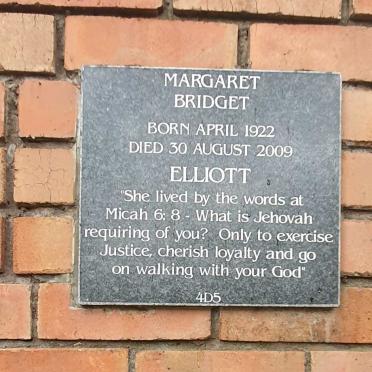 MARGARET
BRIDGET
BORN APRIL 1922
DIED 30 AUGUST 2009
ELLIOTT
"She lived by the words at
Micah 6: 8 - What is Jehovah
requiring of you? Only to exercise
Justice, cherish loyalty and go
on walking with your God"
4D5